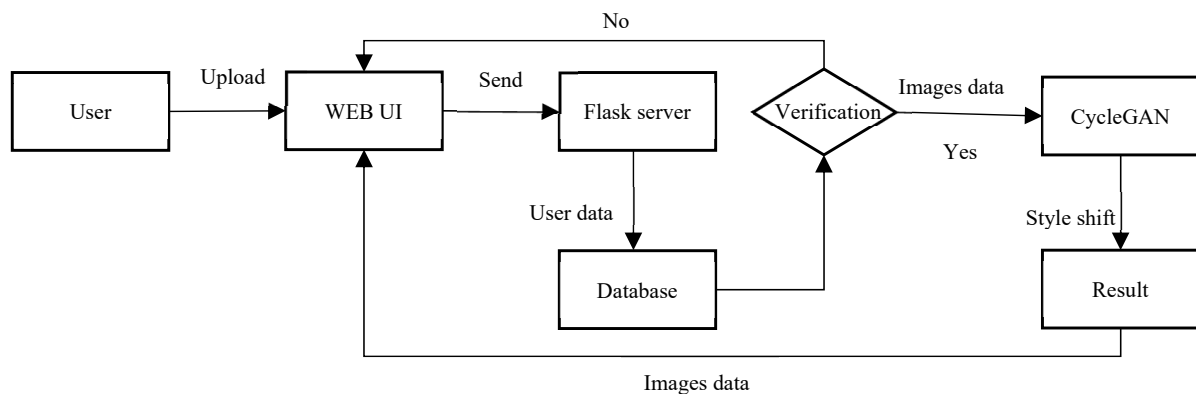 No
Upload
Send
Images data
User
WEB UI
Flask server
Verification
CycleGAN
Yes
User data
Style shift
Database
Result
Images data